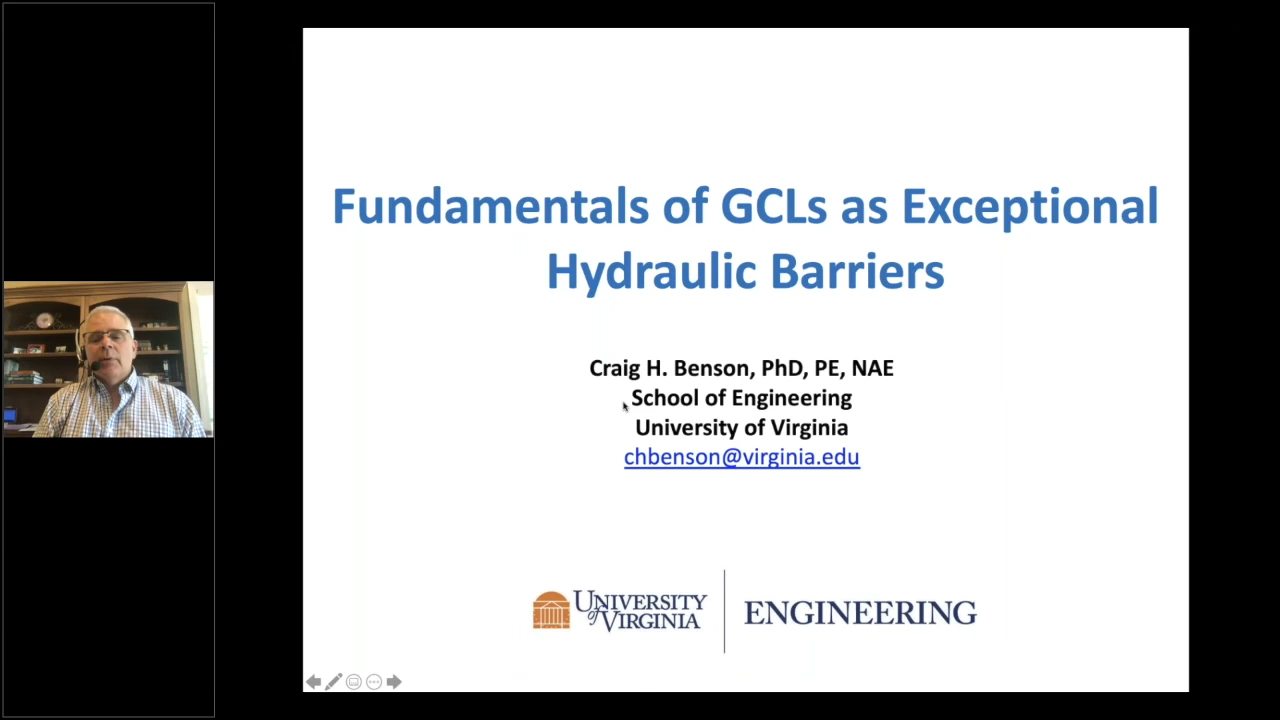 Fundamentals of GCLs as Exceptional
Hydraulic Barriers
Craig H. Benson, PhD, PE, NAE
School of Engineering
University of Virginia
chbenson@virginia.edu
UNIVERSITY
of VIRGINIA
ENGINEERING